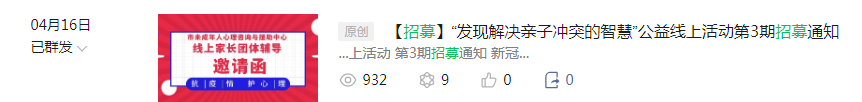 04月16日
已群发
市未成年人心理咨询与援助中心
线上家长团体辅导
邀请函
抗 疫 情 护 心 理
原创 【招募】“发现解决亲子冲突的智慧”公益线上活动第3期招募通知
...上活动 第3期招募通知 新冠...
932 9 0 0